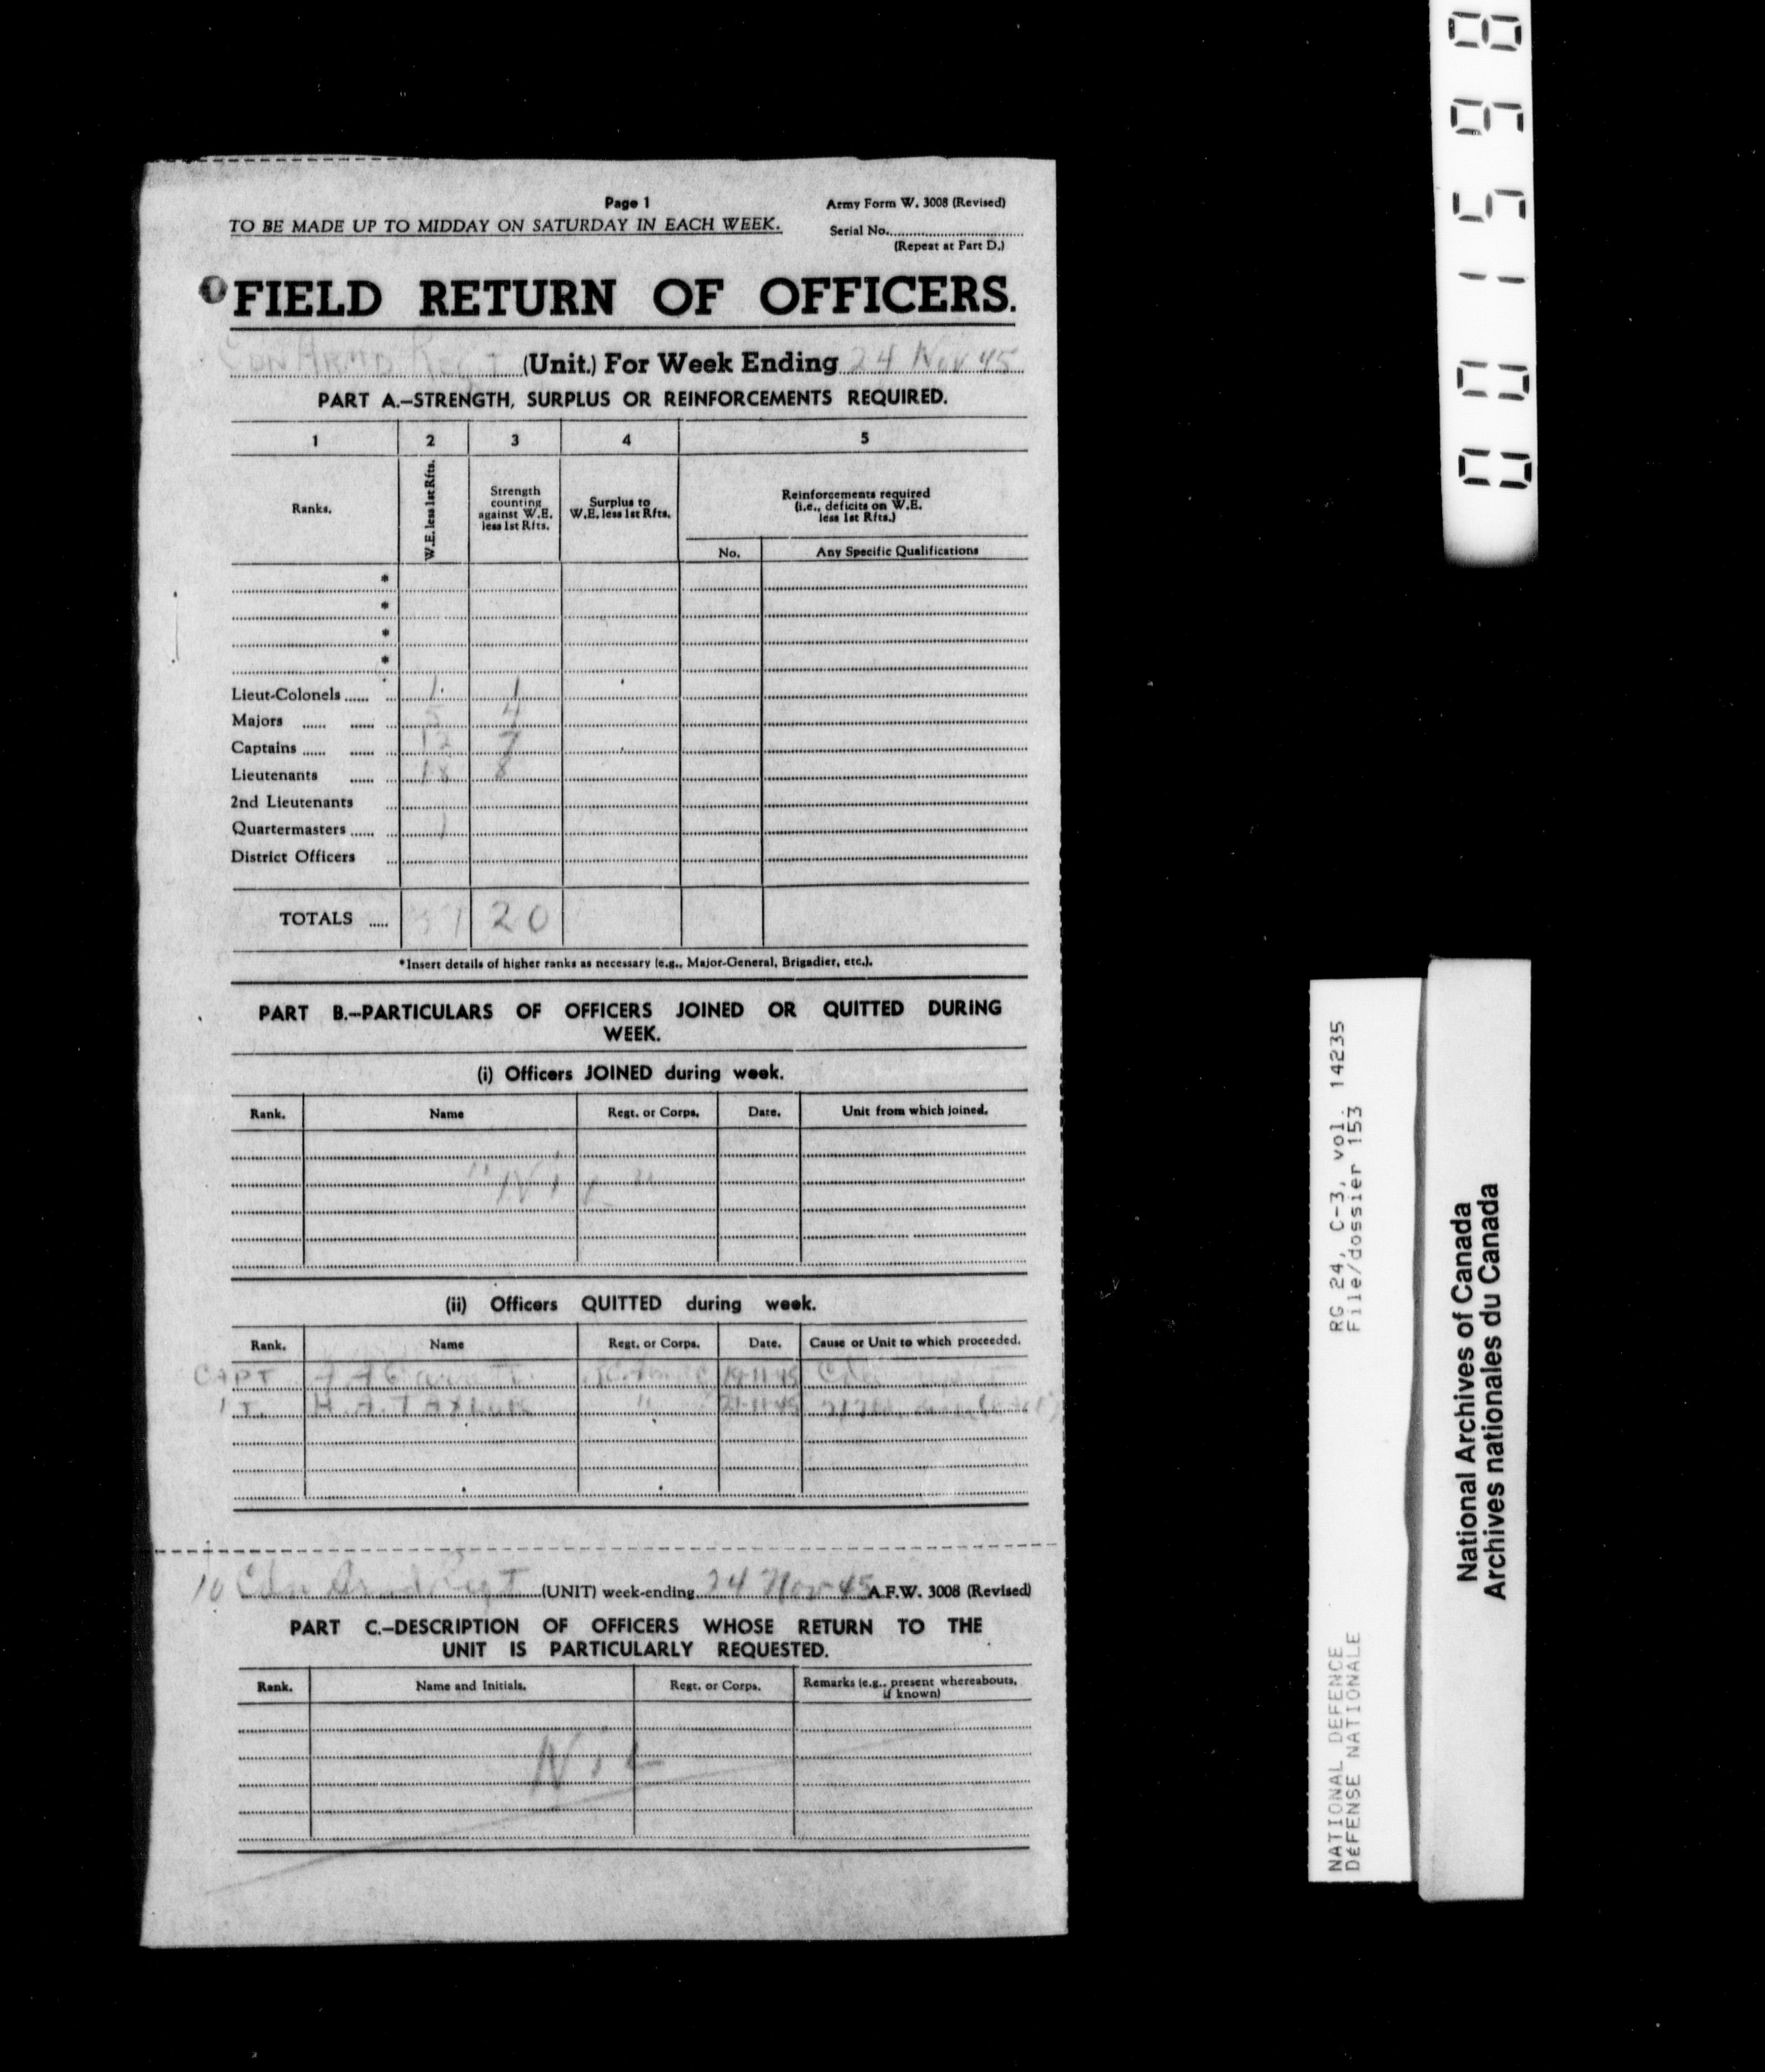 Page 1
Army Form W. 3008 (Revised)
TO BE MADE UP TO MIDDAY ON SATURDAY IN EACH WEEK.
Serial No.
(Repeat at Part D.)
FIELD RETURN OF OFFICERS.
CDN ARMD REGT (Unit.) For Week Ending 24 Nov 45
PART A.—STRENGTH, SURPLUS OR REINFORCEMENTS REQUIRED.
1 2 3 4 5
Ranks.
W.E. less 1st Rfts.
Strength counting against W.E. less 1st Rfts.
Surplus to W.E. less 1st Rfts.
Reinforcements required (i.e., deficits on W.E. less 1st Rfts.)
No. Any Specific Qualifications
*
*
*
*
Lieut-Colonels 1 1
Majors 5 4
Captains 12 7
Lieutenants 18 8
2nd Lieutenants
Quartermasters 1
District Officers
TOTALS 20
*Insert details of higher ranks as necessary (e.g., Major-General, Brigadier, etc.).
PART B.—PARTICULARS OF OFFICERS JOINED OR QUITTED DURING
WEEK.
(i) Officers JOINED during week.
Rank. Name Regt. or Corps. Date. Unit from which joined.
"NIL"
(ii) Officers QUITTED during week.
Rank. Name Regt. or Corps. Date. Cause or Unit to which proceeded.
CAPT 19-11-45
LT. H.A. TAYLOR " 21-11-45
10 Cdn Armd Regt (UNIT) week-ending 24 Nov 45 A.F.W. 3008 (Revised)
PART C.—DESCRIPTION OF OFFICERS WHOSE RETURN TO THE
UNIT IS PARTICULARLY REQUESTED.
Rank. Name and Initials. Regt. or Corps. Remarks (e.g., present whereabouts, if known)
NIL
001598
RG 24, C-3, vol. 14235
File/dossier 153
NATIONAL DEFENCE
DÉFENSE NATIONALE
National Archives of Canada
Archives nationales du Canada